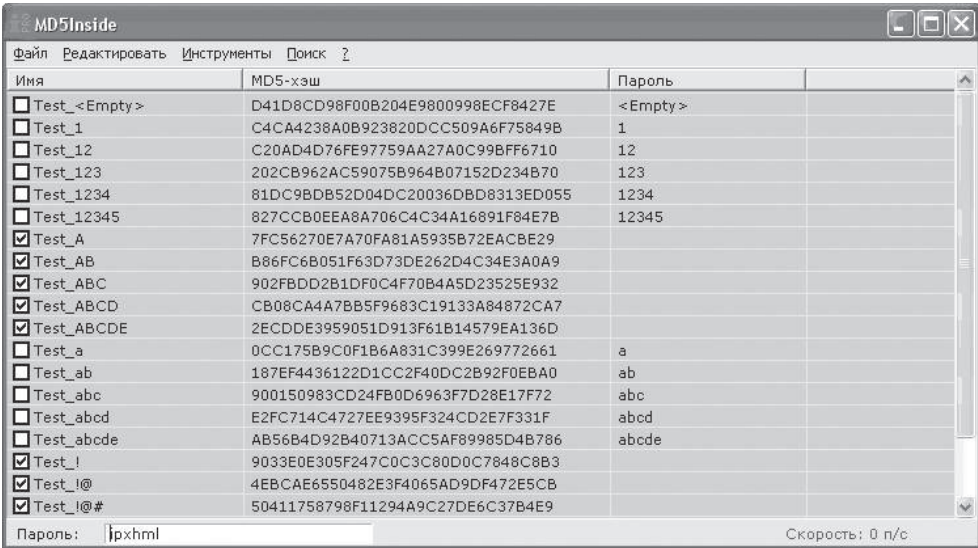 MD5Inside
Файл Редактировать Инструменты Поиск ?
Имя MD5-хэш Пароль
Test_<Empty> D41D8CD98F00B204E9800998ECF8427E <Empty>
Test_1 C4CA4238A0B923820DCC509A6F75849B 1
Test_12 C20AD4D76FE97759AA27A0C99BFF6710 12
Test_123 202CB962AC59075B964B07152D234B70 123
Test_1234 81DC9BDB52D04DC20036DBD8313ED055 1234
Test_12345 827CCB0EEA8A706C4C34A16891F84E7B 12345
Test_A 7FC56270E7A70FA81A5935B72EACBE29
Test_AB B86FC6B051F63D73DE262D4C34E3A0A9
Test_ABC 902FBDD2B1DF0C4F70B4A5D23525E932
Test_ABCD CB08CA4A7BB5F9683C19133A84872CA7
Test_ABCDE 2ECDDE3959051D913F61B14579EA136D
Test_a 0CC175B9C0F1B6A831C399E269772661 a
Test_ab 187EF4436122D1CC2F40DC2B92F0EBA0 ab
Test_abc 900150983CD24FB0D6963F7D28E17F72 abc
Test_abcd E2FC714C4727EE9395F324CD2E7F331F abcd
Test_abcde AB56B4D92B40713ACC5AF89985D4B786 abcde
Test_! 9033E0E305F247C0C3C80D0C7848C8B3
Test_!@ 4EBCAE6550482E3F4065AD9DF472E5CB
Test_!@# 50411758798F11294A9C27DE6C37B4E9
Пароль: ipxhml Скорость: 0 п/с